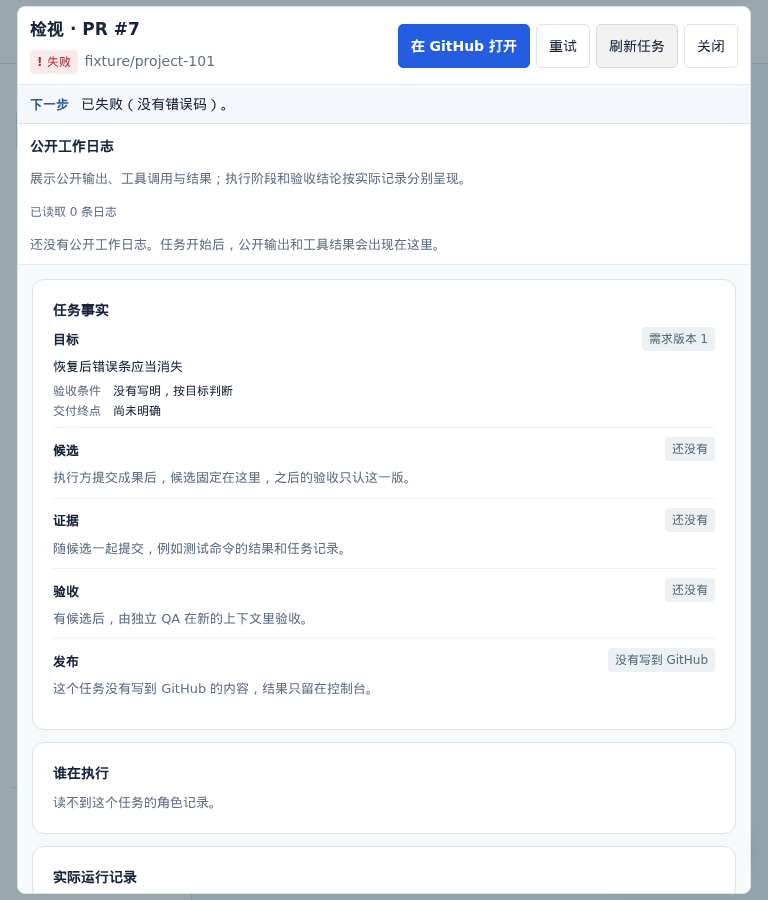 检视 · PR #7
! 失败 fixture/project-101
在 GitHub 打开
重试
刷新任务
关闭
下一步 已失败（没有错误码）。
公开工作日志
展示公开输出、工具调用与结果；执行阶段和验收结论按实际记录分别呈现。
已读取 0 条日志
还没有公开工作日志。任务开始后，公开输出和工具结果会出现在这里。
任务事实
目标 需求版本 1
恢复后错误条应当消失
验收条件 没有写明，按目标判断
交付终点 尚未明确
候选 还没有
执行方提交成果后，候选固定在这里，之后的验收只认这一版。
证据 还没有
随候选一起提交，例如测试命令的结果和任务记录。
验收 还没有
有候选后，由独立 QA 在新的上下文里验收。
发布 没有写到 GitHub
这个任务没有写到 GitHub 的内容，结果只留在控制台。
谁在执行
读不到这个任务的角色记录。
实际运行记录